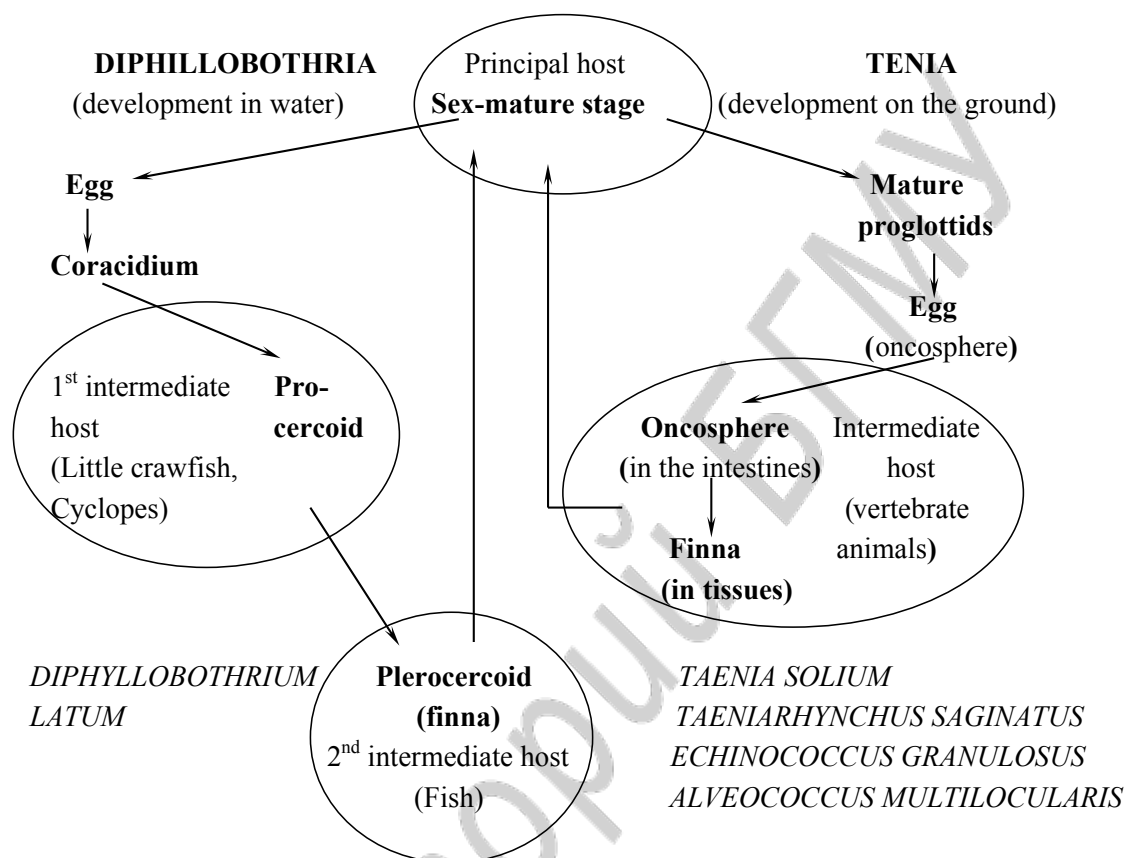 DIPHILLOBOTHRIA
(development in water)
Principal host
Sex-mature stage
TENIA
(development on the ground)
Egg
Coracidium
Mature
proglottids
Egg
(oncosphere)
1st intermediate
host
(Little crawfish,
Cyclopes)
Pro-
cercoid
Oncosphere
(in the intestines)
Finna
(in tissues)
Intermediate
host
(vertebrate
animals)
DIPHYLLOBOTHRIUM
LATUM
Plerocercoid
(finna)
2nd intermediate host
(Fish)
TAENIA SOLIUM
TAENIARHYNCHUS SAGINATUS
ECHINOCOCCUS GRANULOSUS
ALVEOCOCCUS MULTILOCULARIS
орий БГМУ